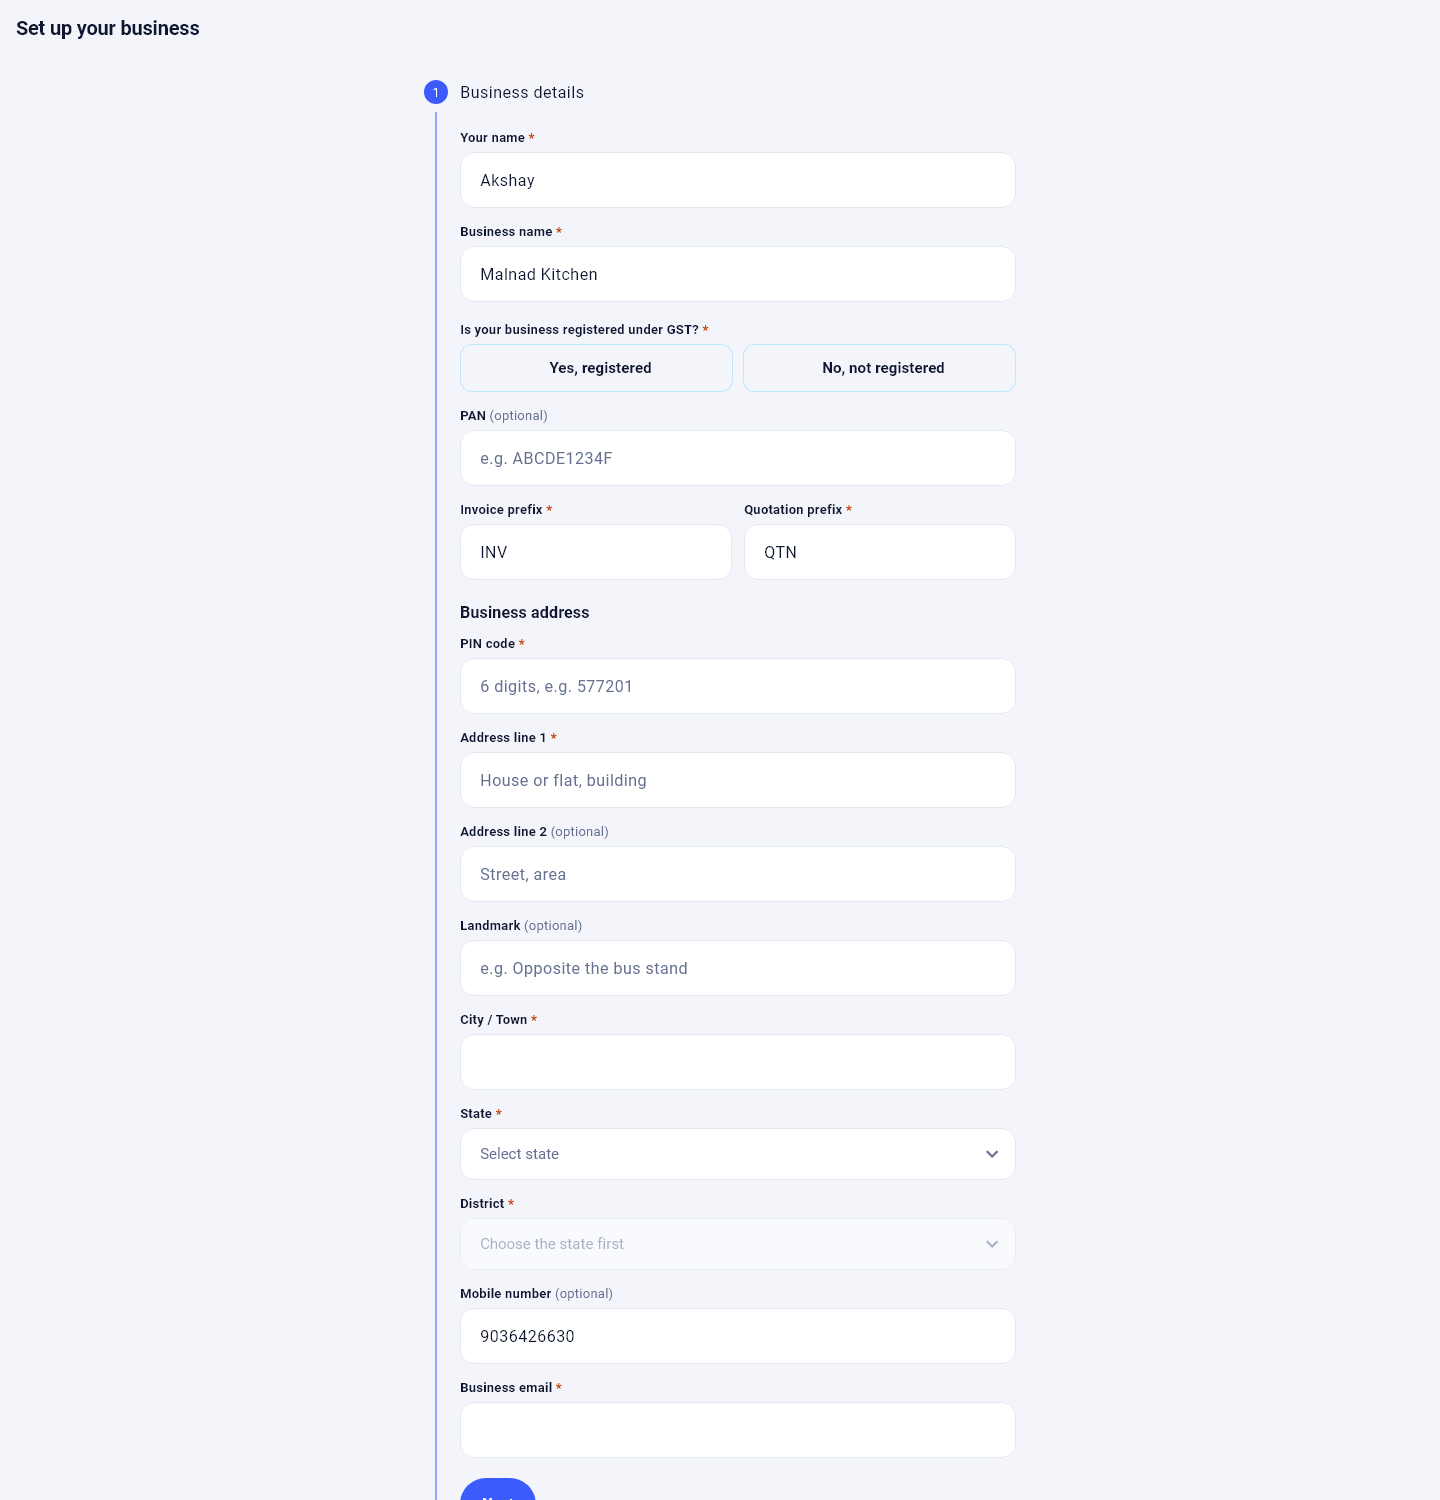 Set up your business
1 Business details
Your name *
Akshay
Business name *
Malnad Kitchen
Is your business registered under GST? *
Yes, registered No, not registered
PAN (optional)
e.g. ABCDE1234F
Invoice prefix * Quotation prefix *
INV QTN
Business address
PIN code *
6 digits, e.g. 577201
Address line 1 *
House or flat, building
Address line 2 (optional)
Street, area
Landmark (optional)
e.g. Opposite the bus stand
City / Town *
State *
Select state
District *
Choose the state first
Mobile number (optional)
9036426630
Business email *